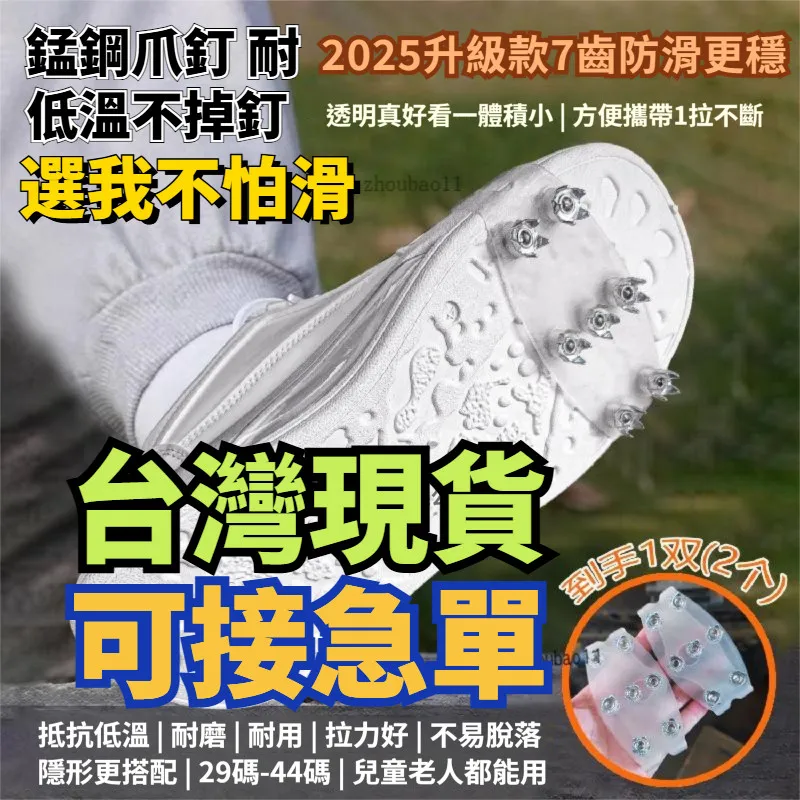 錳鋼爪釘 耐
低溫不掉釘
選我不怕滑
2025升級款7齒防滑更穩
透明真好看一體積小 | 方便攜帶1拉不斷
zhoubao11
台灣現貨
可接急單
到手1双(2个)
zhoubao11
抵抗低溫 | 耐磨 | 耐用 | 拉力好 | 不易脫落
隱形更搭配 | 29碼-44碼 | 兒童老人都能用